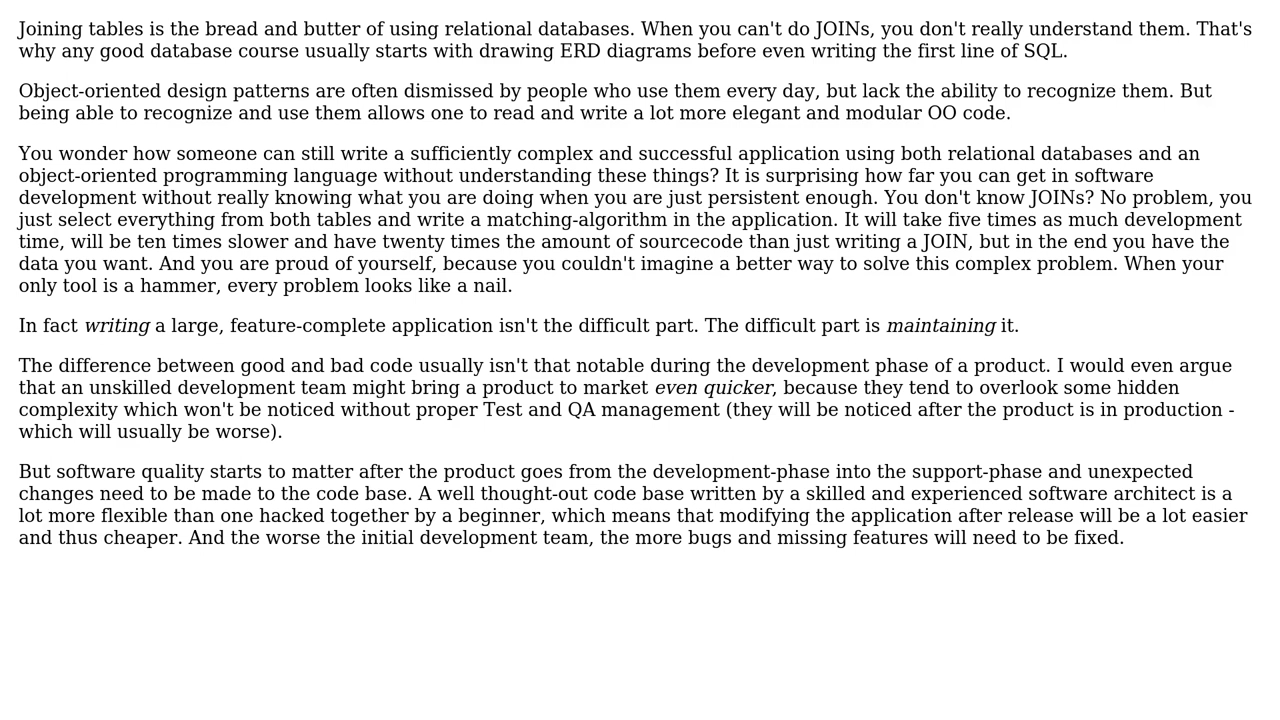 Joining tables is the bread and butter of using relational databases. When you can't do JOINs, you don't really understand them. That's
why any good database course usually starts with drawing ERD diagrams before even writing the first line of SQL.
Object-oriented design patterns are often dismissed by people who use them every day, but lack the ability to recognize them. But
being able to recognize and use them allows one to read and write a lot more elegant and modular OO code.
You wonder how someone can still write a sufficiently complex and successful application using both relational databases and an
object-oriented programming language without understanding these things? It is surprising how far you can get in software
development without really knowing what you are doing when you are just persistent enough. You don't know JOINs? No problem, you
just select everything from both tables and write a matching-algorithm in the application. It will take five times as much development
time, will be ten times slower and have twenty times the amount of sourcecode than just writing a JOIN, but in the end you have the
data you want. And you are proud of yourself, because you couldn't imagine a better way to solve this complex problem. When your
only tool is a hammer, every problem looks like a nail.
In fact writing a large, feature-complete application isn't the difficult part. The difficult part is maintaining it.
The difference between good and bad code usually isn't that notable during the development phase of a product. I would even argue
that an unskilled development team might bring a product to market even quicker, because they tend to overlook some hidden
complexity which won't be noticed without proper Test and QA management (they will be noticed after the product is in production -
which will usually be worse).
But software quality starts to matter after the product goes from the development-phase into the support-phase and unexpected
changes need to be made to the code base. A well thought-out code base written by a skilled and experienced software architect is a
lot more flexible than one hacked together by a beginner, which means that modifying the application after release will be a lot easier
and thus cheaper. And the worse the initial development team, the more bugs and missing features will need to be fixed.